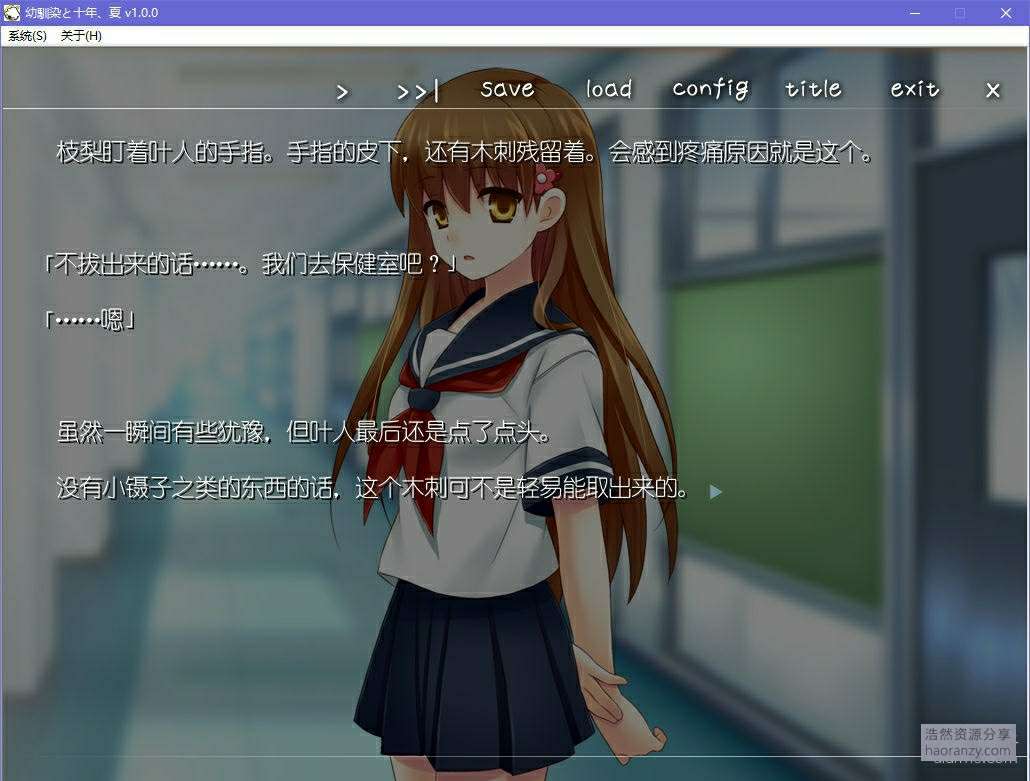 幼馴染と十年、夏 v1.0.0
系统(S) 关于(H)
> >>| save load config title exit x
枝梨盯着叶人的手指。手指的皮下，还有木刺残留着。会感到疼痛原因就是这个。
「不拔出来的话……。我们去保健室吧？」
「……嗯」
虽然一瞬间有些犹豫，但叶人最后还是点了点头。
没有小镊子之类的东西的话，这个木刺可不是轻易能取出来的。
浩然资源分享
haoranzy.com